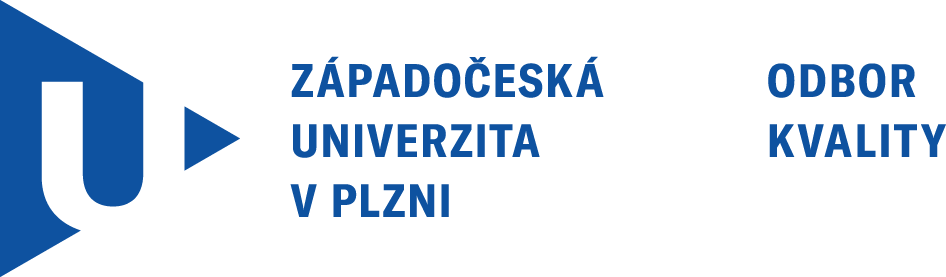 ZÁPADOČESKÁ
UNIVERZITA
V PLZNI
ODBOR
KVALITY